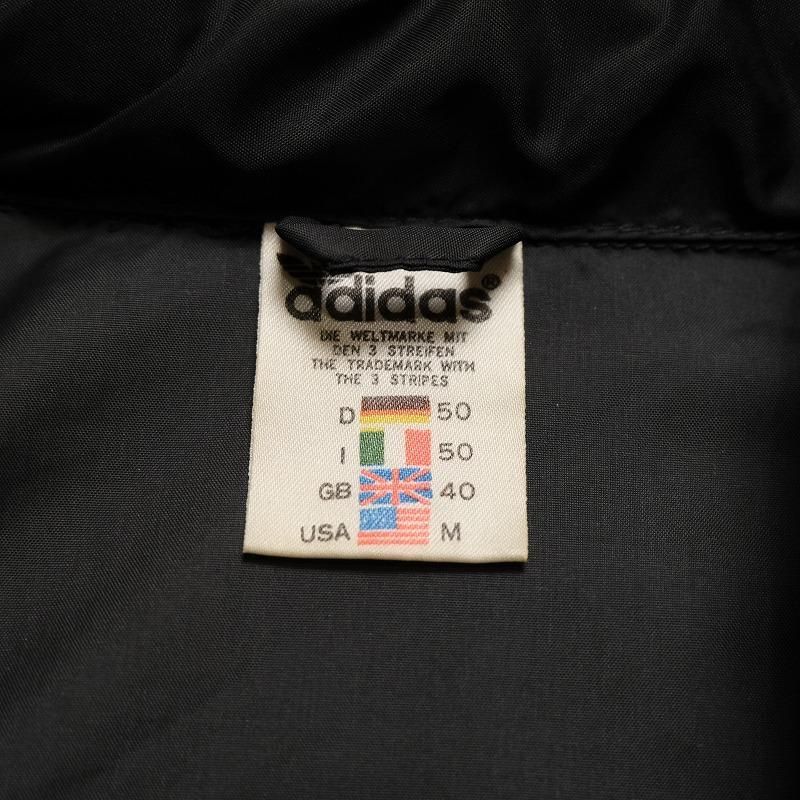 adidas®
DIE WELTMARKE MIT
DEN 3 STREIFEN
THE TRADEMARK WITH
THE 3 STRIPES
D 50
I 50
GB 40
USA M